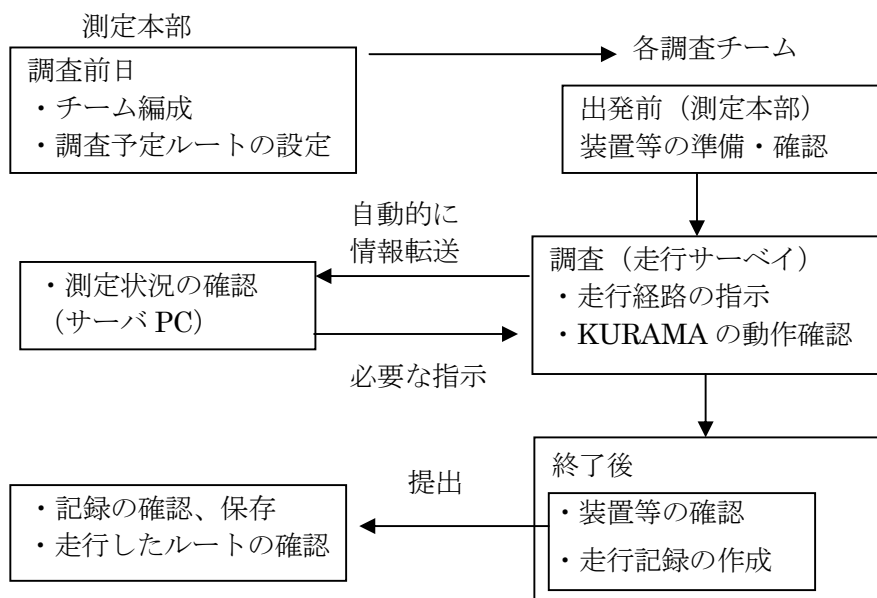 測定本部
各調査チーム
調査前日
・チーム編成
・調査予定ルートの設定
出発前（測定本部）
装置等の準備・確認
自動的に
情報転送
調査（走行サーベイ）
・走行経路の指示
・KURAMA の動作確認
・測定状況の確認
（サーバ PC）
必要な指示
終了後
・装置等の確認
・走行記録の作成
提出
・記録の確認、保存
・走行したルートの確認